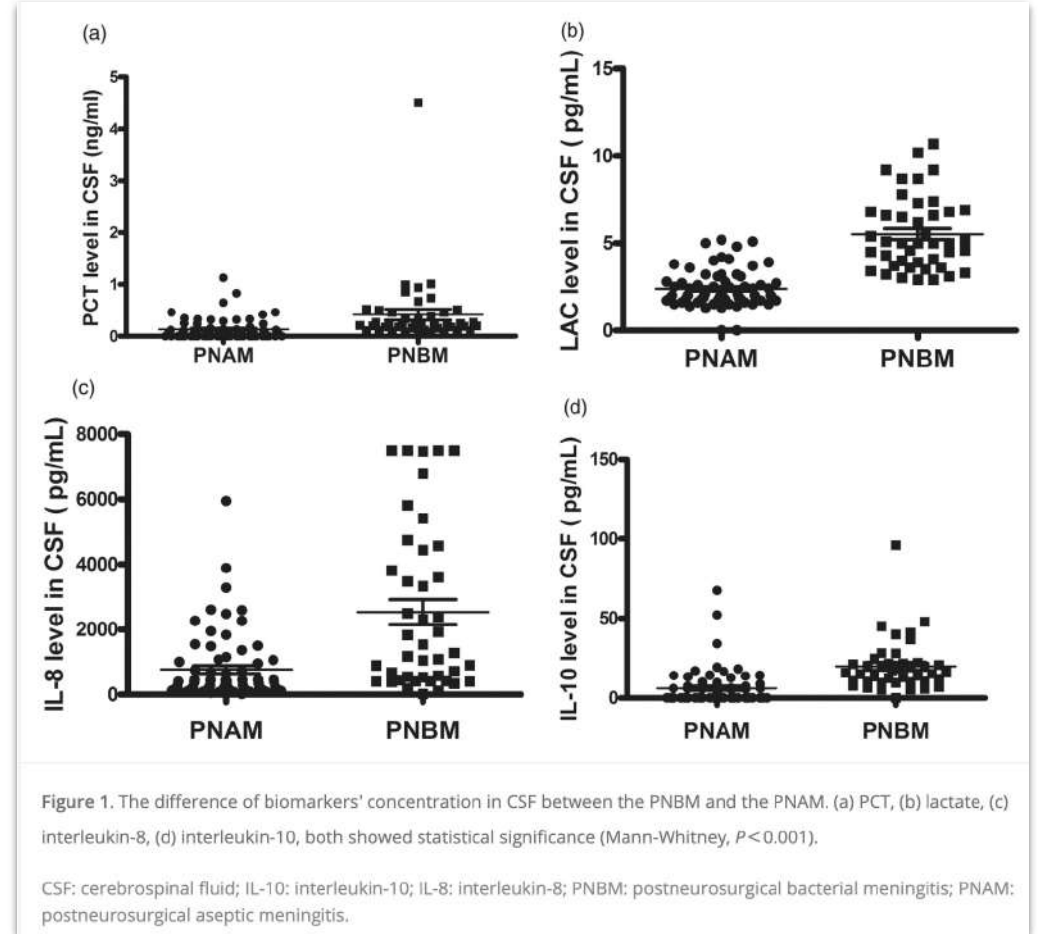 (a)
5
4
3
2
1
0
PCT level in CSF (ng/ml)
PNAM PNBM
(b)
15
10
5
0
LAC level in CSF ( pg/mL)
PNAM PNBM
(c)
8000
6000
4000
2000
0
IL-8 level in CSF ( pg/mL)
PNAM PNBM
(d)
150
100
50
0
IL-10 level in CSF ( pg/mL)
PNAM PNBM
Figure 1. The difference of biomarkers' concentration in CSF between the PNBM and the PNAM. (a) PCT, (b) lactate, (c)
interleukin-8, (d) interleukin-10, both showed statistical significance (Mann-Whitney, P<0.001).
CSF: cerebrospinal fluid; IL-10: interleukin-10; IL-8: interleukin-8; PNBM: postneurosurgical bacterial meningitis; PNAM:
postneurosurgical aseptic meningitis.